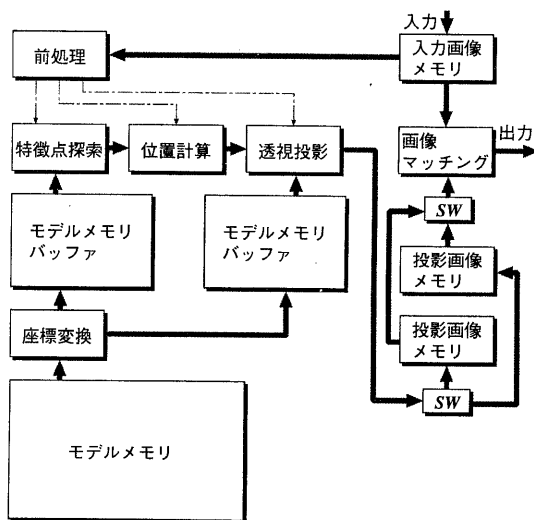 入力
入力画像
メモリ
前処理
出力
画像
マッチング
特徴点探索
位置計算
透視投影
SW
モデルメモリ
バッファ
モデルメモリ
バッファ
投影画像
メモリ
座標変換
投影画像
メモリ
SW
モデルメモリ